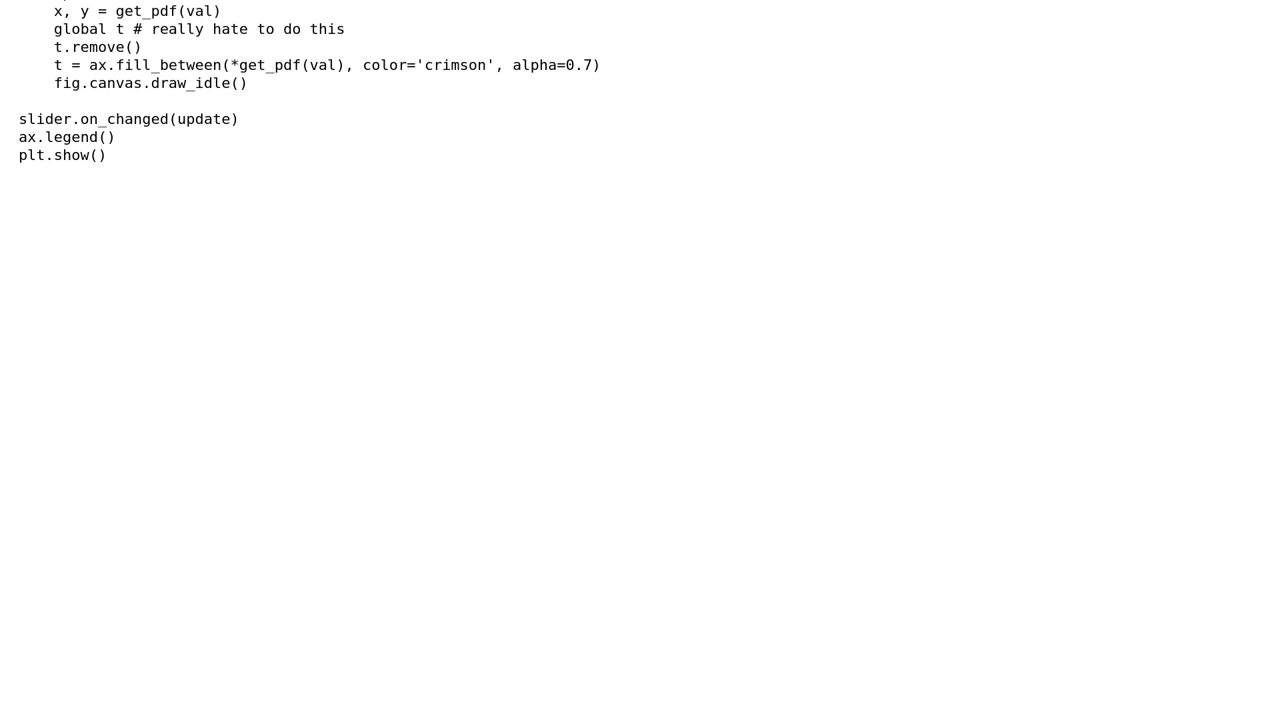 x, y = get_pdf(val)
    global t # really hate to do this
    t.remove()
    t = ax.fill_between(*get_pdf(val), color='crimson', alpha=0.7)
    fig.canvas.draw_idle()

slider.on_changed(update)
ax.legend()
plt.show()